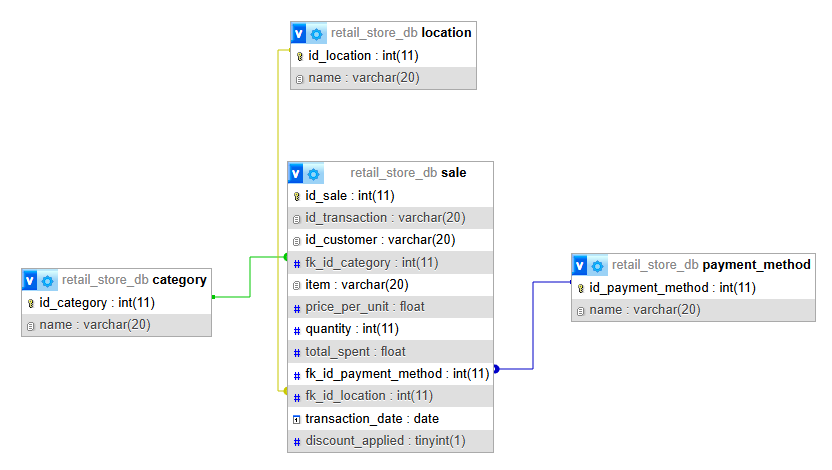 V retail_store_db location
id_location : int(11)
name : varchar(20)
V retail_store_db sale
id_sale : int(11)
id_transaction : varchar(20)
id_customer : varchar(20)
# fk_id_category : int(11)
item : varchar(20)
# price_per_unit : float
# quantity : int(11)
# total_spent : float
# fk_id_payment_method : int(11)
# fk_id_location : int(11)
transaction_date : date
# discount_applied : tinyint(1)
V retail_store_db category
id_category : int(11)
name : varchar(20)
V retail_store_db payment_method
id_payment_method : int(11)
name : varchar(20)